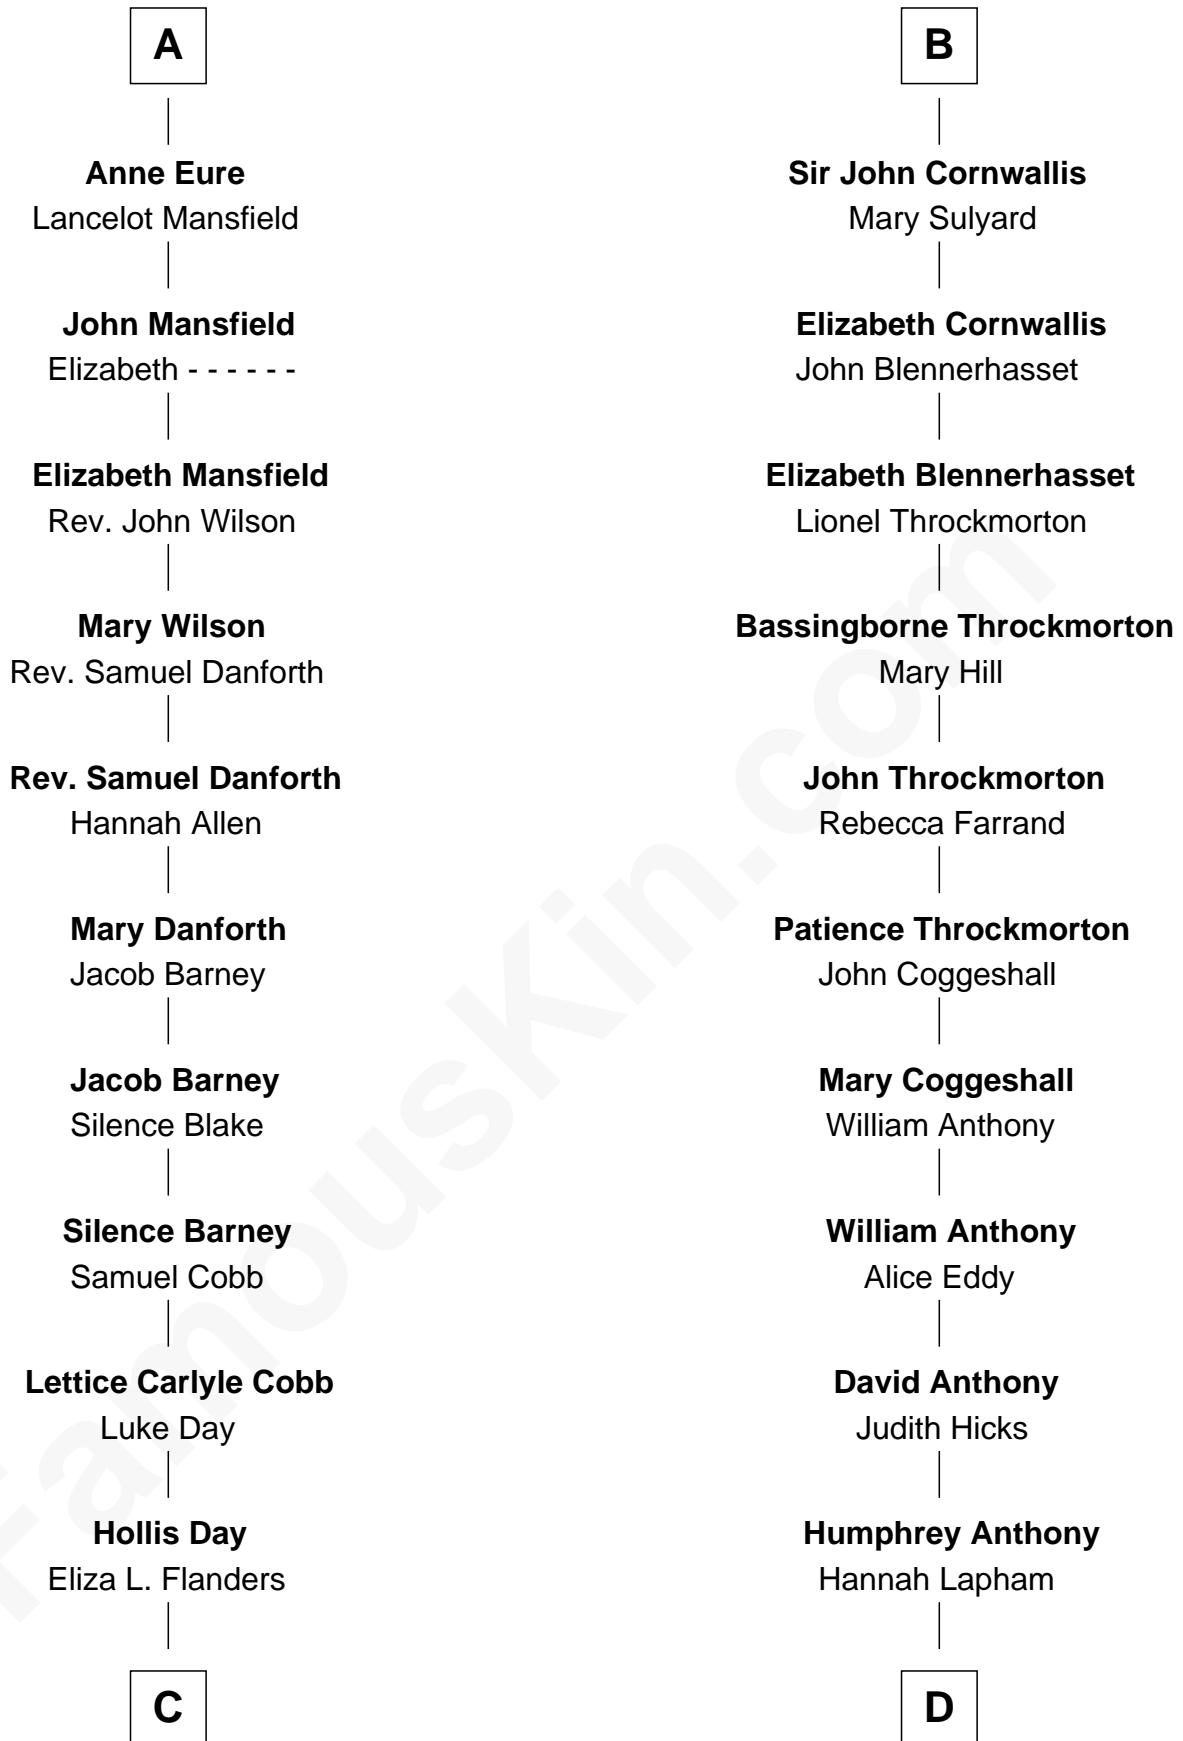 A
Anne Eure
Lancelot Mansfield
John Mansfield
Elizabeth - - - - - -
Elizabeth Mansfield
Rev. John Wilson
Mary Wilson
Rev. Samuel Danforth
Rev. Samuel Danforth
Hannah Allen
Mary Danforth
Jacob Barney
Jacob Barney
Silence Blake
Silence Barney
Samuel Cobb
Lettice Carlyle Cobb
Luke Day
Hollis Day
Eliza L. Flanders
C
B
Sir John Cornwallis
Mary Sulyard
Elizabeth Cornwallis
John Blennerhasset
Elizabeth Blennerhasset
Lionel Throckmorton
Bassingborne Throckmorton
Mary Hill
John Throckmorton
Rebecca Farrand
Patience Throckmorton
John Coggeshall
Mary Coggeshall
William Anthony
William Anthony
Alice Eddy
David Anthony
Judith Hicks
Humphrey Anthony
Hannah Lapham
D
FamousKin.com